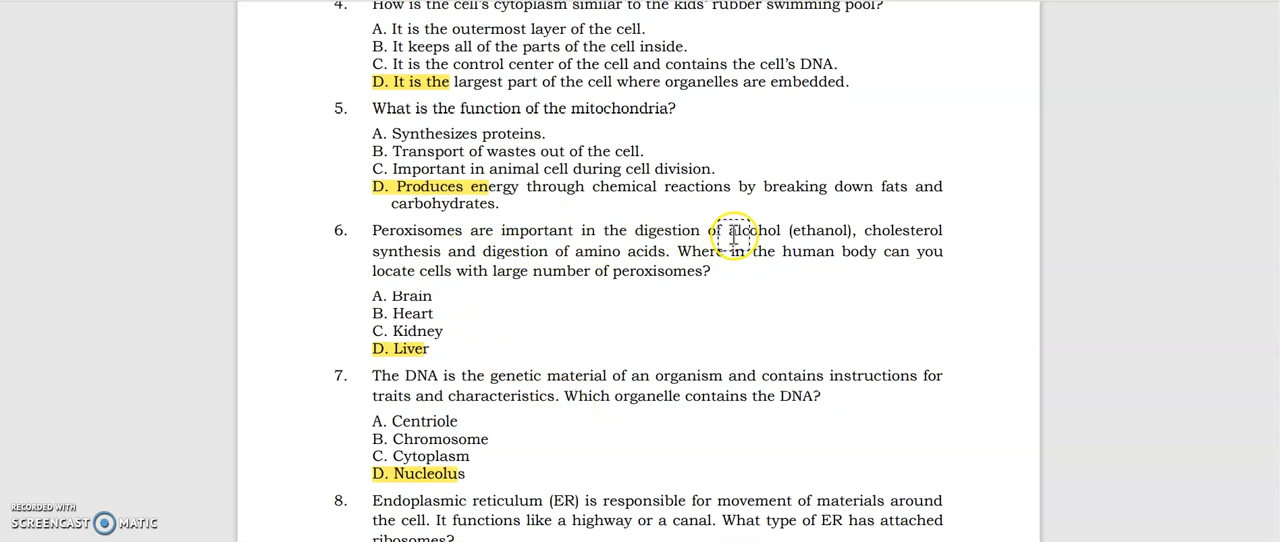 4. How is the cell's cytoplasm similar to the kids' rubber swimming pool?
A. It is the outermost layer of the cell.
B. It keeps all of the parts of the cell inside.
C. It is the control center of the cell and contains the cell's DNA.
D. It is the largest part of the cell where organelles are embedded.
5. What is the function of the mitochondria?
A. Synthesizes proteins.
B. Transport of wastes out of the cell.
C. Important in animal cell during cell division.
D. Produces energy through chemical reactions by breaking down fats and
carbohydrates.
6. Peroxisomes are important in the digestion of alcohol (ethanol), cholesterol
synthesis and digestion of amino acids. Where in the human body can you
locate cells with large number of peroxisomes?
A. Brain
B. Heart
C. Kidney
D. Liver
7. The DNA is the genetic material of an organism and contains instructions for
traits and characteristics. Which organelle contains the DNA?
A. Centriole
B. Chromosome
C. Cytoplasm
D. Nucleolus
8. Endoplasmic reticulum (ER) is responsible for movement of materials around
the cell. It functions like a highway or a canal. What type of ER has attached
ribosomes?
RECORDED WITH
SCREENCAST MATIC